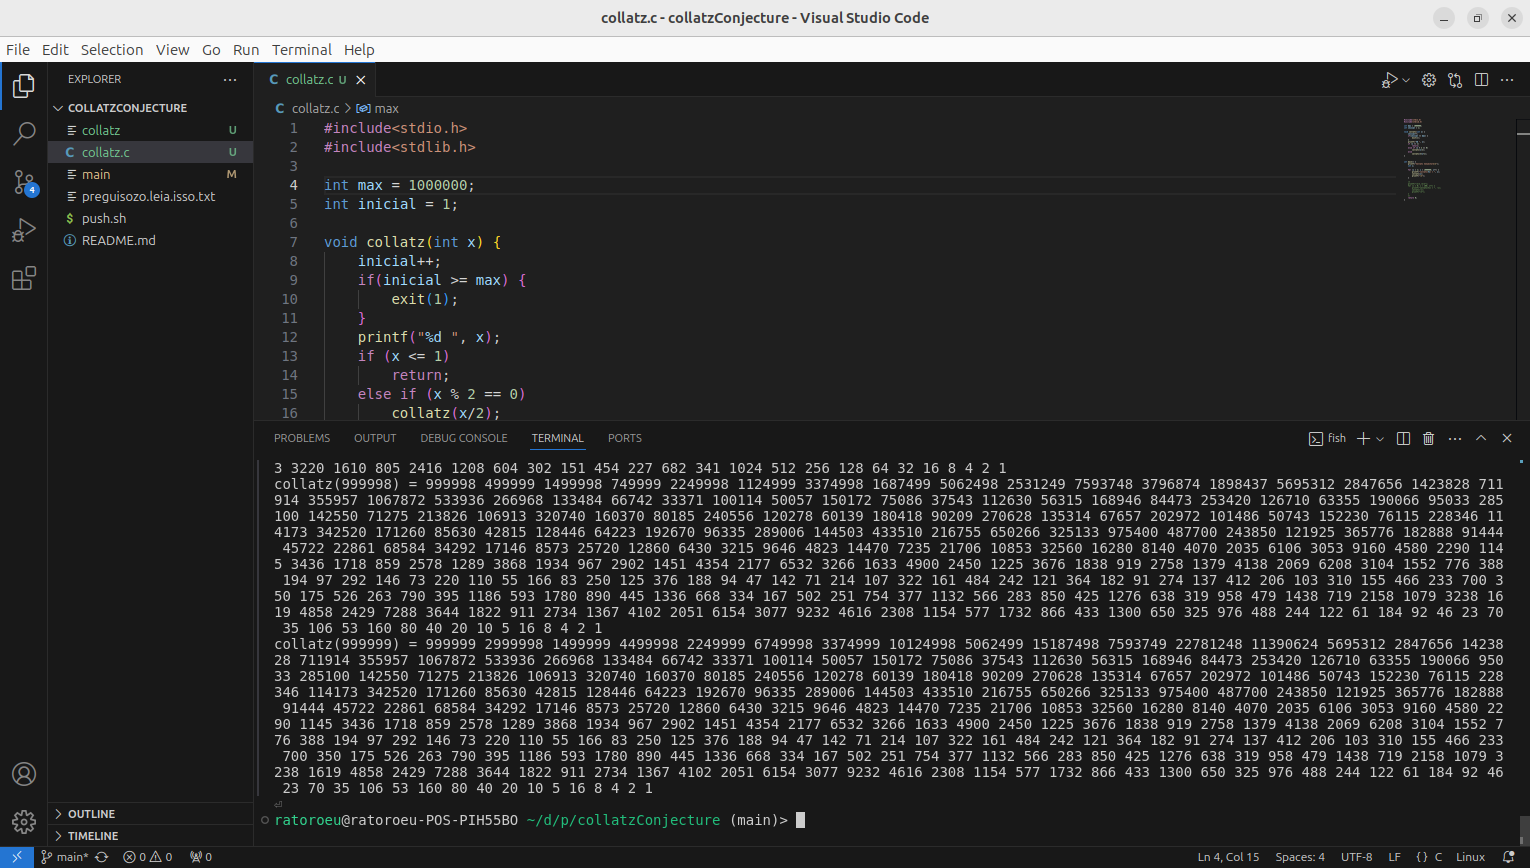 collatz.c - collatzConjecture - Visual Studio Code
File Edit Selection View Go Run Terminal Help
EXPLORER
COLLATZCONJECTURE
collatz U
C collatz.c U
main M
preguisozo.leia.isso.txt
$ push.sh
README.md
4
OUTLINE
TIMELINE
C collatz.c U
C collatz.c > max
1 #include<stdio.h>
2 #include<stdlib.h>
3
4 int max = 1000000;
5 int inicial = 1;
6
7 void collatz(int x) {
8 inicial++;
9 if(inicial >= max) {
10 exit(1);
11 }
12 printf("%d ", x);
13 if (x <= 1)
14 return;
15 else if (x % 2 == 0)
16 collatz(x/2);
PROBLEMS OUTPUT DEBUG CONSOLE TERMINAL PORTS
fish
3 3220 1610 805 2416 1208 604 302 151 454 227 682 341 1024 512 256 128 64 32 16 8 4 2 1
collatz(999998) = 999998 499999 1499998 749999 2249998 1124999 3374998 1687499 5062498 2531249 7593748 3796874 1898437 5695312 2847656 1423828 711
914 355957 1067872 533936 266968 133484 66742 33371 100114 50057 150172 75086 37543 112630 56315 168946 84473 253420 126710 63355 190066 95033 285
100 142550 71275 213826 106913 320740 160370 80185 240556 120278 60139 180418 90209 270628 135314 67657 202972 101486 50743 152230 76115 228346 11
4173 342520 171260 85630 42815 128446 64223 192670 96335 289006 144503 433510 216755 650266 325133 975400 487700 243850 121925 365776 182888 91444
45722 22861 68584 34292 17146 8573 25720 12860 6430 3215 9646 4823 14470 7235 21706 10853 32560 16280 8140 4070 2035 6106 3053 9160 4580 2290 114
5 3436 1718 859 2578 1289 3868 1934 967 2902 1451 4354 2177 6532 3266 1633 4900 2450 1225 3676 1838 919 2758 1379 4138 2069 6208 3104 1552 776 388
194 97 292 146 73 220 110 55 166 83 250 125 376 188 94 47 142 71 214 107 322 161 484 242 121 364 182 91 274 137 412 206 103 310 155 466 233 700 3
50 175 526 263 790 395 1186 593 1780 890 445 1336 668 334 167 502 251 754 377 1132 566 283 850 425 1276 638 319 958 479 1438 719 2158 1079 3238 16
19 4858 2429 7288 3644 1822 911 2734 1367 4102 2051 6154 3077 9232 4616 2308 1154 577 1732 866 433 1300 650 325 976 488 244 122 61 184 92 46 23 70
35 106 53 160 80 40 20 10 5 16 8 4 2 1
collatz(999999) = 999999 2999998 1499999 4499998 2249999 6749998 3374999 10124998 5062499 15187498 7593749 22781248 11390624 5695312 2847656 14238
28 711914 355957 1067872 533936 266968 133484 66742 33371 100114 50057 150172 75086 37543 112630 56315 168946 84473 253420 126710 63355 190066 950
33 285100 142550 71275 213826 106913 320740 160370 80185 240556 120278 60139 180418 90209 270628 135314 67657 202972 101486 50743 152230 76115 228
346 114173 342520 171260 85630 42815 128446 64223 192670 96335 289006 144503 433510 216755 650266 325133 975400 487700 243850 121925 365776 182888
91444 45722 22861 68584 34292 17146 8573 25720 12860 6430 3215 9646 4823 14470 7235 21706 10853 32560 16280 8140 4070 2035 6106 3053 9160 4580 22
90 1145 3436 1718 859 2578 1289 3868 1934 967 2902 1451 4354 2177 6532 3266 1633 4900 2450 1225 3676 1838 919 2758 1379 4138 2069 6208 3104 1552 7
76 388 194 97 292 146 73 220 110 55 166 83 250 125 376 188 94 47 142 71 214 107 322 161 484 242 121 364 182 91 274 137 412 206 103 310 155 466 233
700 350 175 526 263 790 395 1186 593 1780 890 445 1336 668 334 167 502 251 754 377 1132 566 283 850 425 1276 638 319 958 479 1438 719 2158 1079 3
238 1619 4858 2429 7288 3644 1822 911 2734 1367 4102 2051 6154 3077 9232 4616 2308 1154 577 1732 866 433 1300 650 325 976 488 244 122 61 184 92 46
23 70 35 106 53 160 80 40 20 10 5 16 8 4 2 1
⏎
ratoroeu@ratoroeu-POS-PIH55BO ~/d/p/collatzConjecture (main)>
main* 0 0 0
Ln 4, Col 15 Spaces: 4 UTF-8 LF {} C Linux